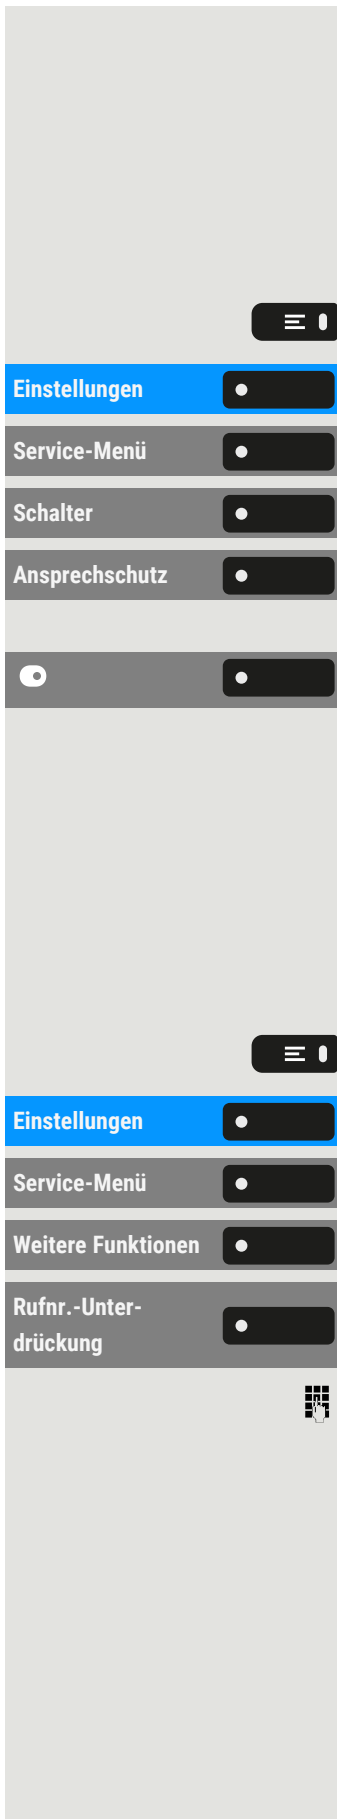 Einstellungen
Service-Menü
Schalter
Ansprechschutz
Einstellungen
Service-Menü
Weitere Funktionen
Rufnr.-Unter-
drückung